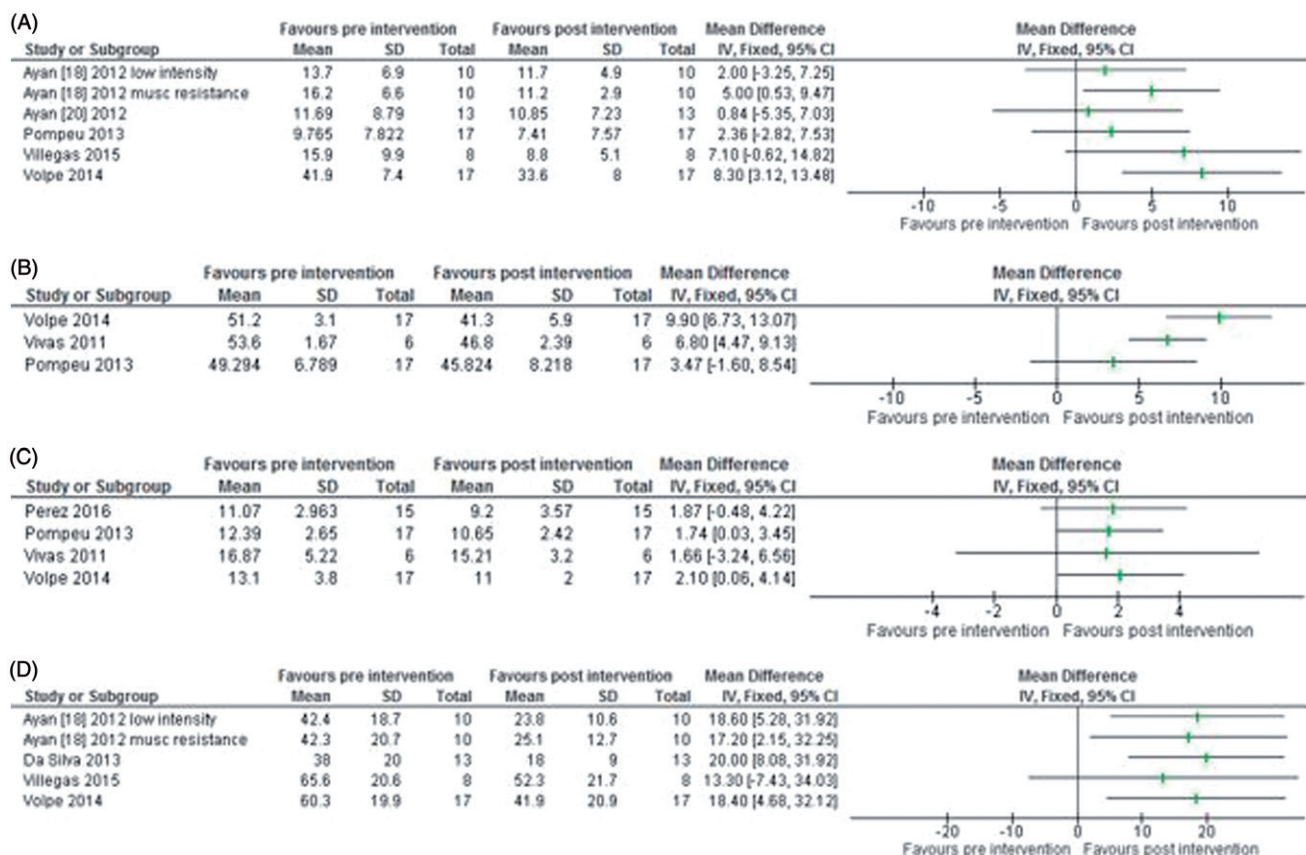 (A)
Favours pre intervention Favours post intervention Mean Difference Mean Difference
Study or Subgroup Mean SD Total Mean SD Total IV, Fixed, 95% CI IV, Fixed, 95% CI
Ayan [18] 2012 low intensity 13.7 6.9 10 11.7 4.9 10 2.00 [-3.25, 7.25]
Ayan [18] 2012 musc resistance 16.2 6.6 10 11.2 2.9 10 5.00 [0.53, 9.47]
Ayan [20] 2012 11.69 8.79 13 10.85 7.23 13 0.84 [-5.35, 7.03]
Pompeu 2013 9.765 7.822 17 7.41 7.57 17 2.36 [-2.82, 7.53]
Villegas 2015 15.9 9.9 8 8.8 5.1 8 7.10 [-0.62, 14.82]
Volpe 2014 41.9 7.4 17 33.6 8 17 8.30 [3.12, 13.48]
-10 -5 0 5 10
Favours pre intervention Favours post intervention
(B)
Favours pre intervention Favours post intervention Mean Difference Mean Difference
Study or Subgroup Mean SD Total Mean SD Total IV, Fixed, 95% CI IV, Fixed, 95% CI
Volpe 2014 51.2 3.1 17 41.3 5.9 17 9.90 [6.73, 13.07]
Vivas 2011 53.6 1.67 6 46.8 2.39 6 6.80 [4.47, 9.13]
Pompeu 2013 49.294 6.789 17 45.824 8.218 17 3.47 [-1.60, 8.54]
-10 -5 0 5 10
Favours pre intervention Favours post intervention
(C)
Favours pre intervention Favours post intervention Mean Difference Mean Difference
Study or Subgroup Mean SD Total Mean SD Total IV, Fixed, 95% CI IV, Fixed, 95% CI
Perez 2016 11.07 2.963 15 9.2 3.57 15 1.87 [-0.48, 4.22]
Pompeu 2013 12.39 2.65 17 10.65 2.42 17 1.74 [0.03, 3.45]
Vivas 2011 16.87 5.22 6 15.21 3.2 6 1.66 [-3.24, 6.56]
Volpe 2014 13.1 3.8 17 11 2 17 2.10 [0.06, 4.14]
-4 -2 0 2 4
Favours pre intervention Favours post intervention
(D)
Favours pre intervention Favours post intervention Mean Difference Mean Difference
Study or Subgroup Mean SD Total Mean SD Total IV, Fixed, 95% CI IV, Fixed, 95% CI
Ayan [18] 2012 low intensity 42.4 18.7 10 23.8 10.6 10 18.60 [5.28, 31.92]
Ayan [18] 2012 musc resistance 42.3 20.7 10 25.1 12.7 10 17.20 [2.15, 32.25]
Da Silva 2013 38 20 13 18 9 13 20.00 [8.08, 31.92]
Villegas 2015 65.6 20.6 8 52.3 21.7 8 13.30 [-7.43, 34.03]
Volpe 2014 60.3 19.9 17 41.9 20.9 17 18.40 [4.68, 32.12]
-20 -10 0 10 20
Favours pre intervention Favours post intervention